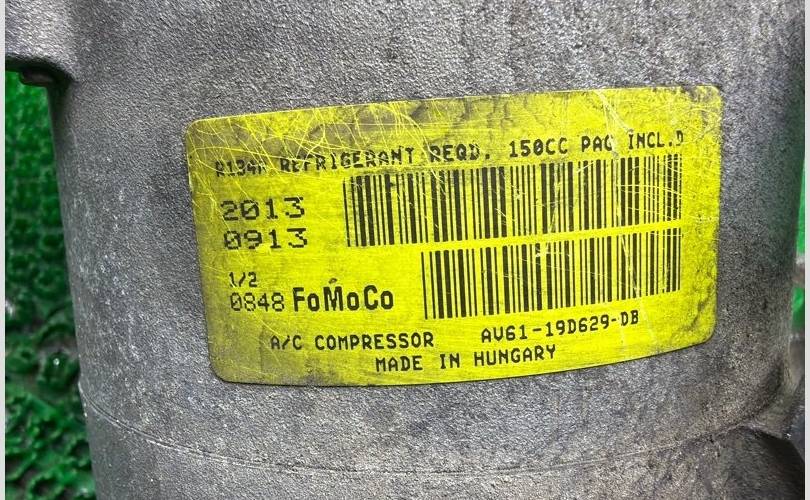 R134A REFRIGERANT REQD. 150CC PAG INCL.D
2013
0913
1/2
0848 FoMoCo
A/C COMPRESSOR AV61-19D629-DB
MADE IN HUNGARY